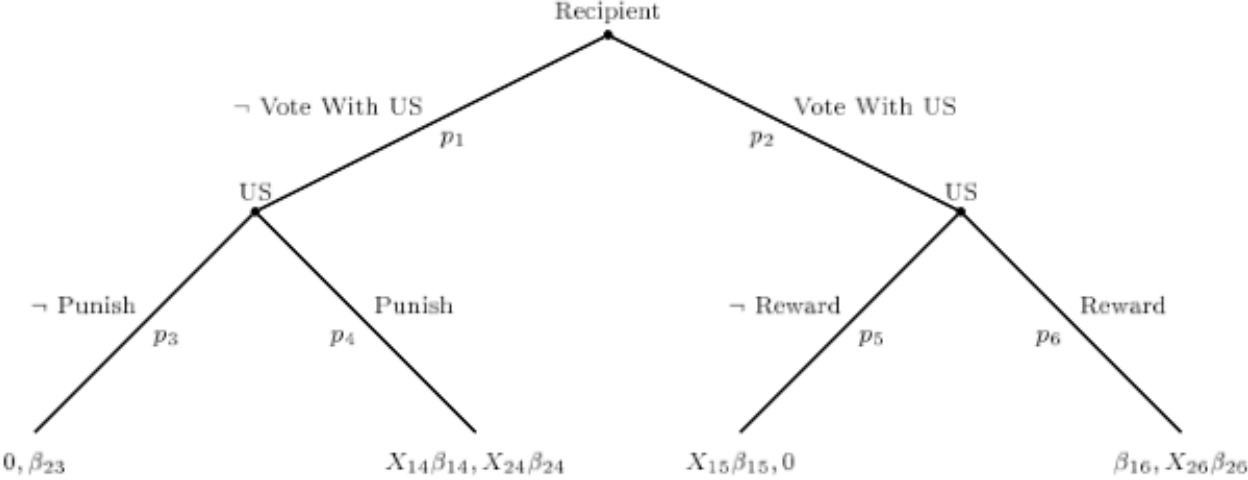 Recipient
¬ Vote With US
Vote With US
p₁
p₂
US
US
¬ Punish
Punish
¬ Reward
Reward
p₃
p₄
p₅
p₆
0, β₂₃
X₁₄β₁₄, X₂₄β₂₄
X₁₅β₁₅, 0
β₁₆, X₂₆β₂₆